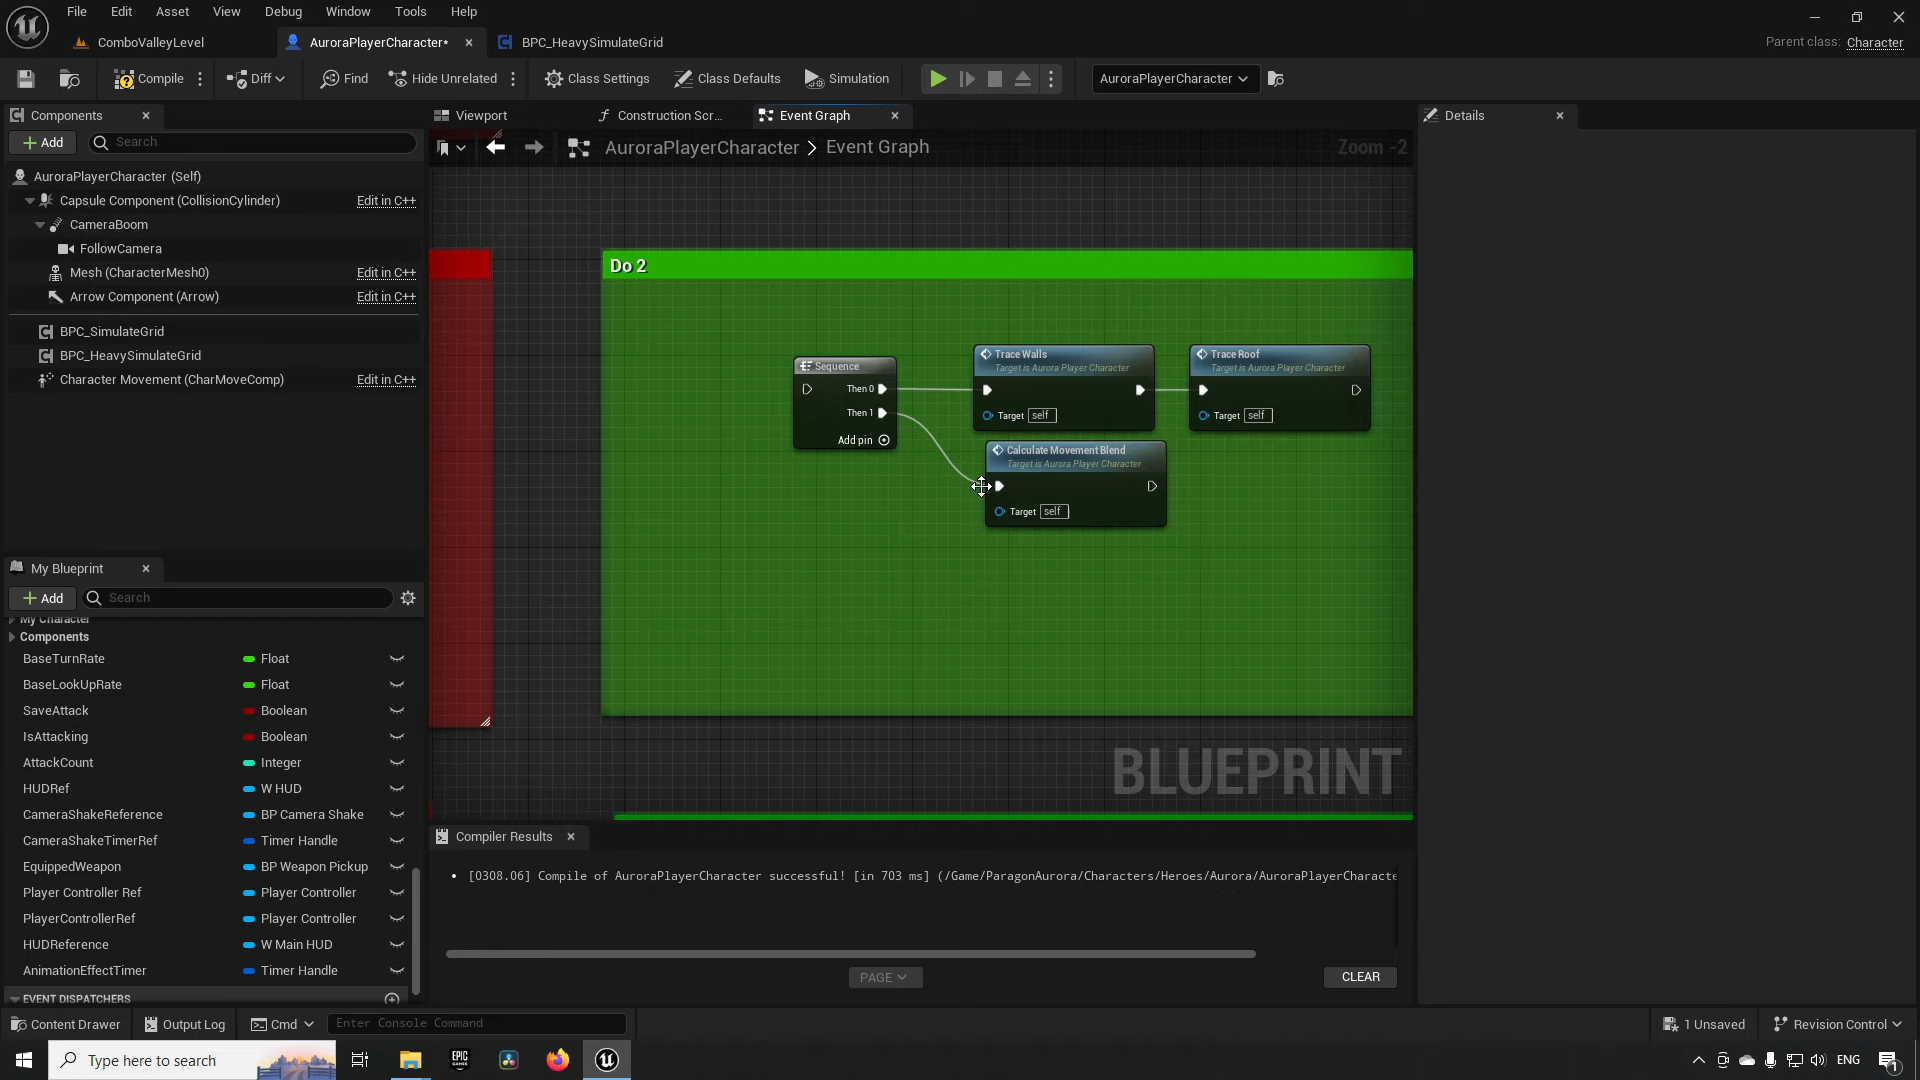 File Edit Asset View Debug Window Tools Help
ComboValleyLevel AuroraPlayerCharacter* BPC_HeavySimulateGrid Parent class: Character
Compile Diff Find Hide Unrelated Class Settings Class Defaults Simulation AuroraPlayerCharacter
Components Viewport Construction Scr... Event Graph Details
Add Search AuroraPlayerCharacter > Event Graph Zoom -2
AuroraPlayerCharacter (Self)
Capsule Component (CollisionCylinder) Edit in C++
CameraBoom
FollowCamera
Mesh (CharacterMesh0) Edit in C++
Arrow Component (Arrow) Edit in C++
BPC_SimulateGrid
BPC_HeavySimulateGrid
Character Movement (CharMoveComp) Edit in C++
Do 2
Sequence
Then 0
Then 1
Add pin
Trace Walls
Target is Aurora Player Character
Target self
Trace Roof
Target is Aurora Player Character
Target self
Calculate Movement Blend
Target is Aurora Player Character
Target self
BLUEPRINT
My Blueprint
Add Search
My Character
Components
BaseTurnRate Float
BaseLookUpRate Float
SaveAttack Boolean
IsAttacking Boolean
AttackCount Integer
HUDRef W HUD
CameraShakeReference BP Camera Shake
CameraShakeTimerRef Timer Handle
EquippedWeapon BP Weapon Pickup
Player Controller Ref Player Controller
PlayerControllerRef Player Controller
HUDReference W Main HUD
AnimationEffectTimer Timer Handle
EVENT DISPATCHERS
Compiler Results
• [0308.06] Compile of AuroraPlayerCharacter successful! [in 703 ms] (/Game/ParagonAurora/Characters/Heroes/Aurora/AuroraPlayerCharacte
PAGE CLEAR
Content Drawer Output Log Cmd Enter Console Command 1 Unsaved Revision Control
Type here to search EPIC GAMES ENG 1